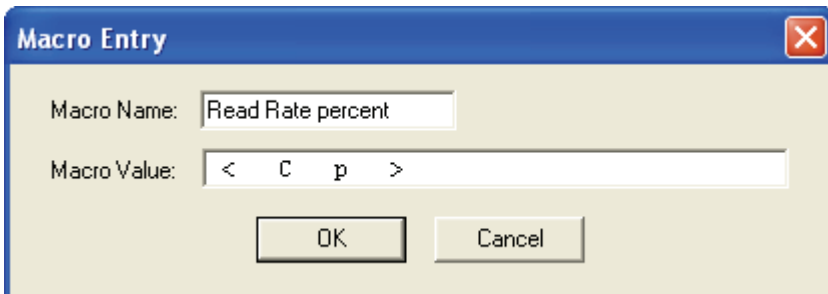 Macro Entry
Macro Name: Read Rate percent
Macro Value: < C p >
OK Cancel